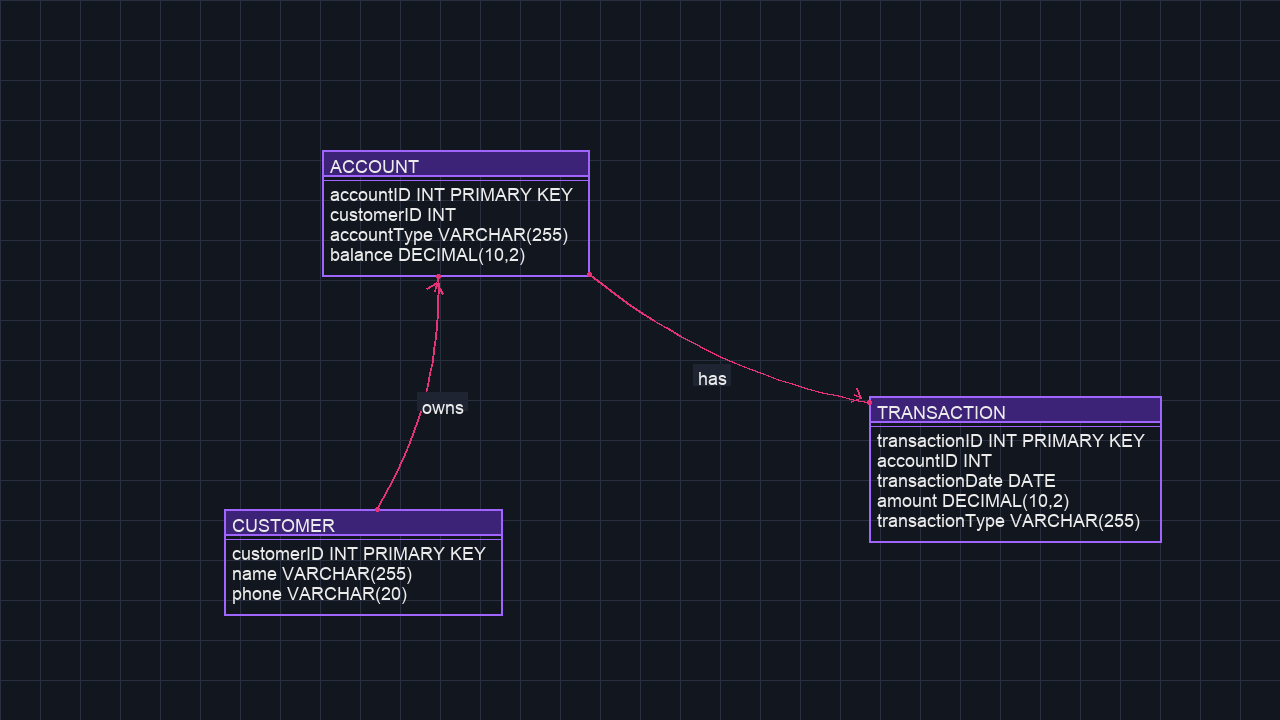 ACCOUNT
accountID INT PRIMARY KEY
customerID INT
accountType VARCHAR(255)
balance DECIMAL(10,2)
has
owns
TRANSACTION
transactionID INT PRIMARY KEY
accountID INT
transactionDate DATE
amount DECIMAL(10,2)
transactionType VARCHAR(255)
CUSTOMER
customerID INT PRIMARY KEY
name VARCHAR(255)
phone VARCHAR(20)